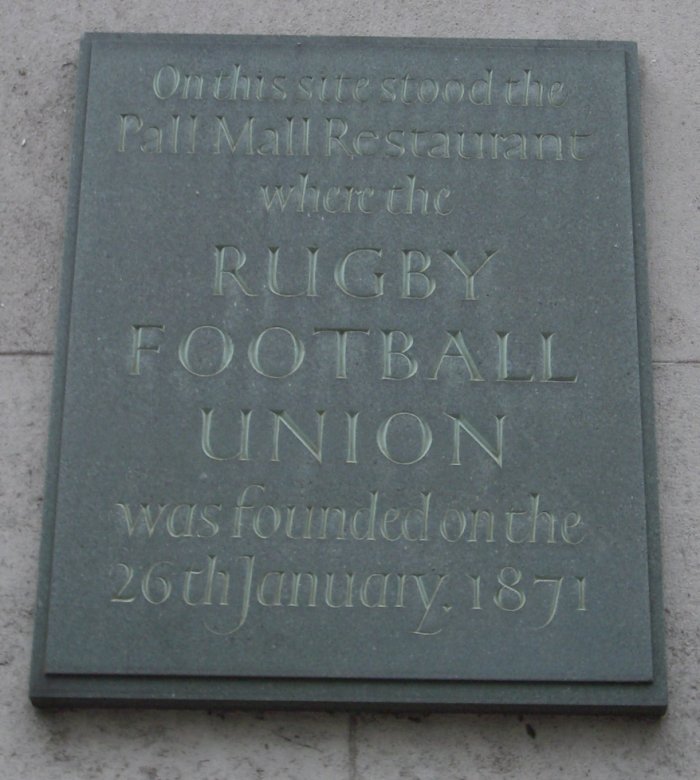 On this site stood the
Pall Mall Restaurant
where the
RUGBY
FOOTBALL
UNION
was founded on the
26th January. 1871